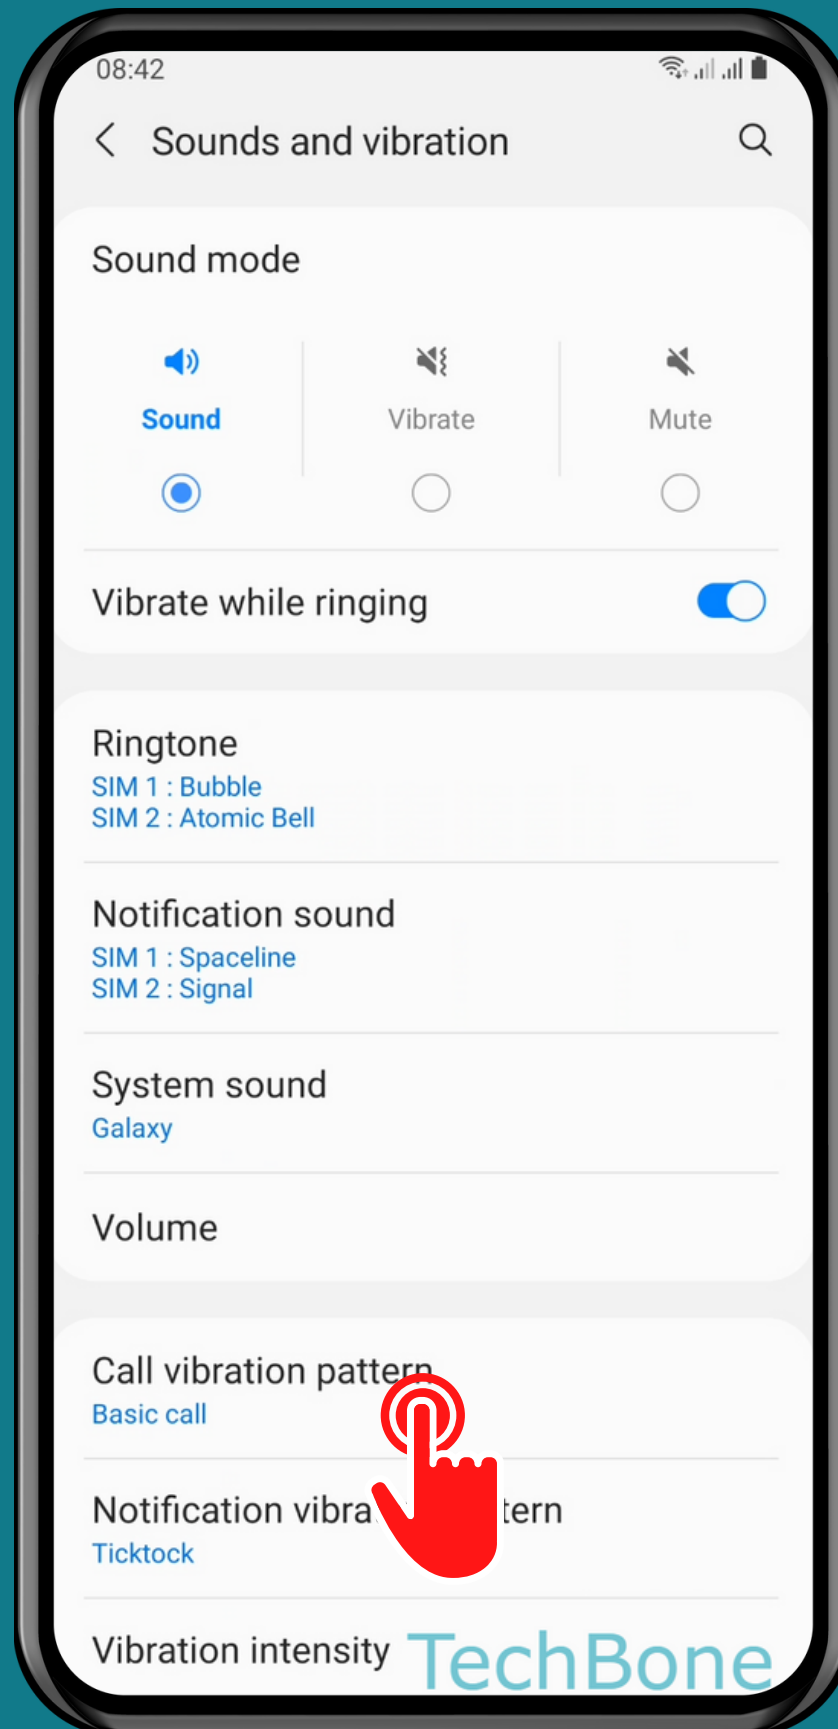 08:42
Sounds and vibration
Sound mode
Sound Vibrate Mute
Vibrate while ringing
Ringtone
SIM 1 : Bubble
SIM 2 : Atomic Bell
Notification sound
SIM 1 : Spaceline
SIM 2 : Signal
System sound
Galaxy
Volume
Call vibration pattern
Basic call
Notification
Ticktock
Vibration intensity
TechBone